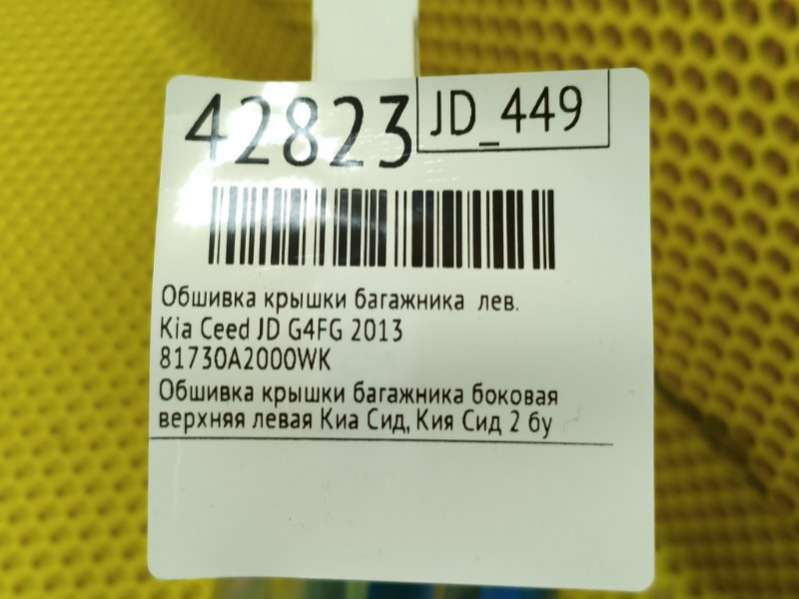 42823
JD_449
Обшивка крышки багажника лев.
Kia Ceed JD G4FG 2013
81730A2000WK
Обшивка крышки багажника боковая
верхняя левая Киа Сид, Кия Сид 2 бу